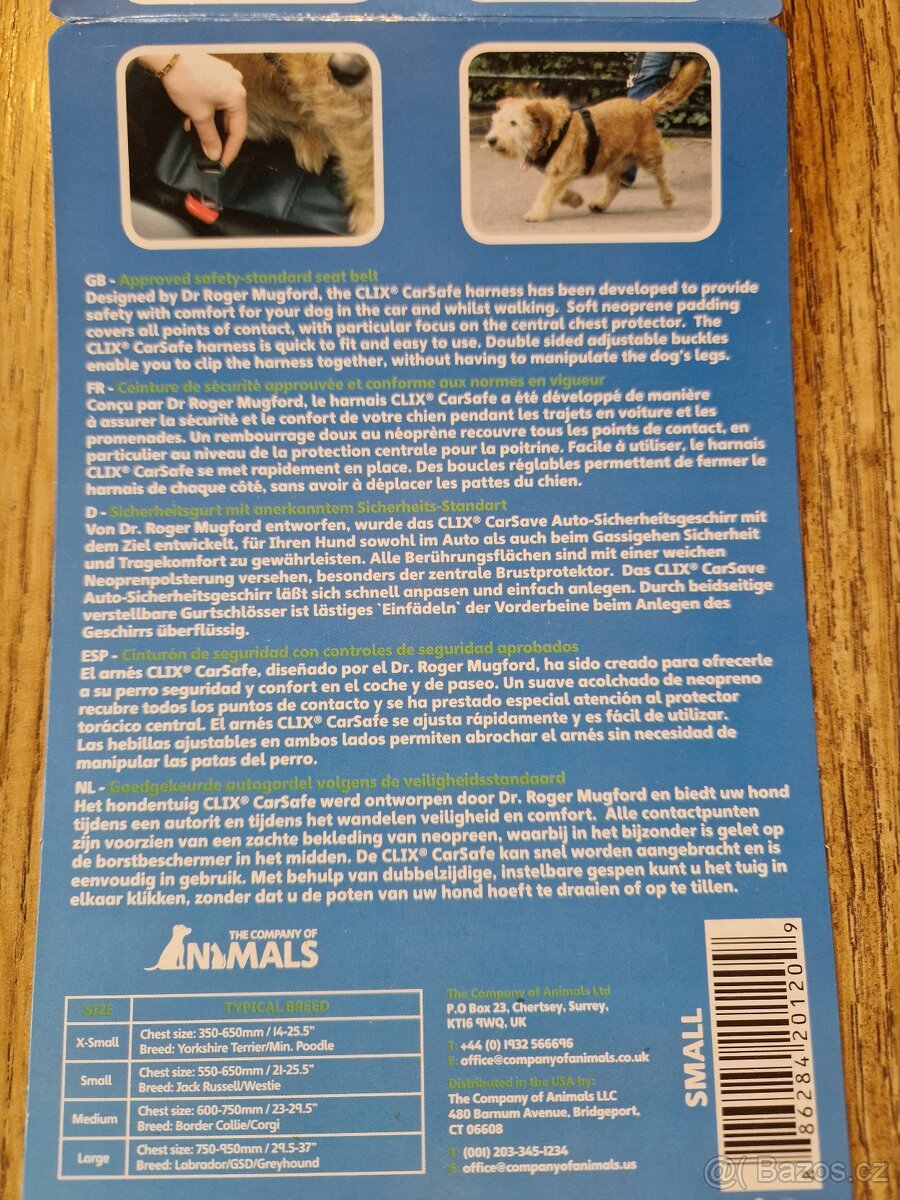 GB - Approved safety-standard seat belt
Designed by Dr Roger Mugford, the CLIX® CarSafe harness has been developed to provide
safety with comfort for your dog in the car and whilst walking. Soft neoprene padding
covers all points of contact, with particular focus on the central chest protector. The
CLIX® CarSafe harness is quick to fit and easy to use. Double sided adjustable buckles
enable you to clip the harness together, without having to manipulate the dog's legs.
FR - Ceinture de sécurité approuvée et conforme aux normes en vigueur
Conçu par Dr Roger Mugford, le harnais CLIX® CarSafe a été développé de manière
à assurer la sécurité et le confort de votre chien pendant les trajets en voiture et les
promenades. Un rembourrage doux au néoprène recouvre tous les points de contact, en
particulier au niveau de la protection centrale pour la poitrine. Facile à utiliser, le harnais
CLIX® CarSafe se met rapidement en place. Des boucles réglables permettent de fermer le
harnais de chaque côté, sans avoir à déplacer les pattes du chien.
D - Sicherheitsgurt mit anerkanntem Sicherheits-Standart
Von Dr. Roger Mugford entworfen, wurde das CLIX® CarSave Auto-Sicherheitsgeschirr mit
dem Ziel entwickelt, für Ihren Hund sowohl im Auto als auch beim Gassigehen Sicherheit
und Tragekomfort zu gewährleisten. Alle Berührungsflächen sind mit einer weichen
Neoprenpolsterung versehen, besonders der zentrale Brustprotektor. Das CLIX® CarSave
Auto-Sicherheitsgeschirr läßt sich schnell anpassen und einfach anlegen. Durch beidseitige
verstellbare Gurtschlösser ist lästiges `Einfädeln` der Vorderbeine beim Anlegen des
Geschirrs überflüssig.
ESP - Cinturón de seguridad con controles de seguridad aprobados
El arnés CLIX® CarSafe, diseñado por el Dr. Roger Mugford, ha sido creado para ofrecerle
a su perro seguridad y confort en el coche y de paseo. Un suave acolchado de neopreno
recubre todos los puntos de contacto y se ha prestado especial atención al protector
torácico central. El arnés CLIX® CarSafe se ajusta rápidamente y es fácil de utilizar.
Las hebillas ajustables en ambos lados permiten abrochar el arnés sin necesidad de
manipular las patas del perro.
NL - Goedgekeurde autogordel volgens de veiligheidsstandaard
Het hondentuig CLIX® CarSafe werd ontworpen door Dr. Roger Mugford en biedt uw hond
tijdens een autorit en tijdens het wandelen veiligheid en comfort. Alle contactpunten
zijn voorzien van een zachte bekleding van neopreen, waarbij in het bijzonder is gelet op
de borstbeschermer in het midden. De CLIX® CarSafe kan snel worden aangebracht en is
eenvoudig in gebruik. Met behulp van dubbelzijdige, instelbare gespen kunt u het tuig in
elkaar klikken, zonder dat u de poten van uw hond hoeft te draaien of op te tillen.
THE COMPANY OF
ANIMALS
SIZE TYPICAL BREED
X-Small Chest size: 350-650mm / 14-25.5"
Breed: Yorkshire Terrier/Min. Poodle
Small Chest size: 550-650mm / 21-25.5"
Breed: Jack Russell/Westie
Medium Chest size: 600-750mm / 23-29.5"
Breed: Border Collie/Corgi
Large Chest size: 750-950mm / 29.5-37"
Breed: Labrador/GSD/Greyhound
The Company of Animals Ltd
P.O Box 23, Chertsey, Surrey,
KT16 9WQ, UK
T: +44 (0) 1932 566696
E: office@companyofanimals.co.uk
Distributed in the USA by:
The Company of Animals LLC
480 Barnum Avenue, Bridgeport,
CT 06608
T: (001) 203-345-1234
E: office@companyofanimals.us
SMALL
886284 20120 9
Bazos.cz